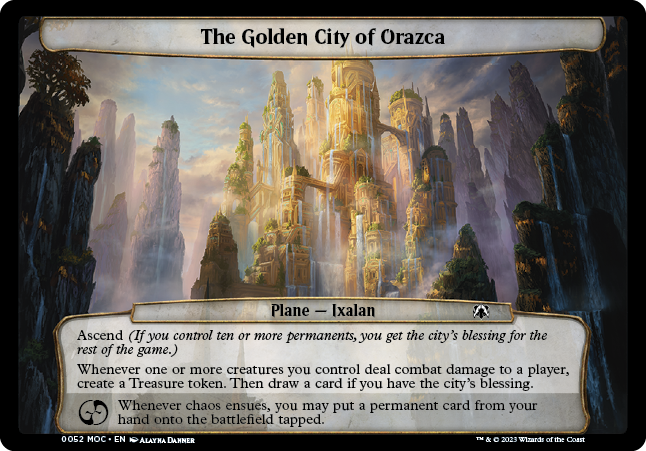 The Golden City of Orazca
Plane — Ixalan
Ascend (If you control ten or more permanents, you get the city's blessing for the
rest of the game.)
Whenever one or more creatures you control deal combat damage to a player,
create a Treasure token. Then draw a card if you have the city's blessing.
Whenever chaos ensues, you may put a permanent card from your
hand onto the battlefield tapped.
0052 MOC • EN Alayna Danner ™ & © 2023 Wizards of the Coast